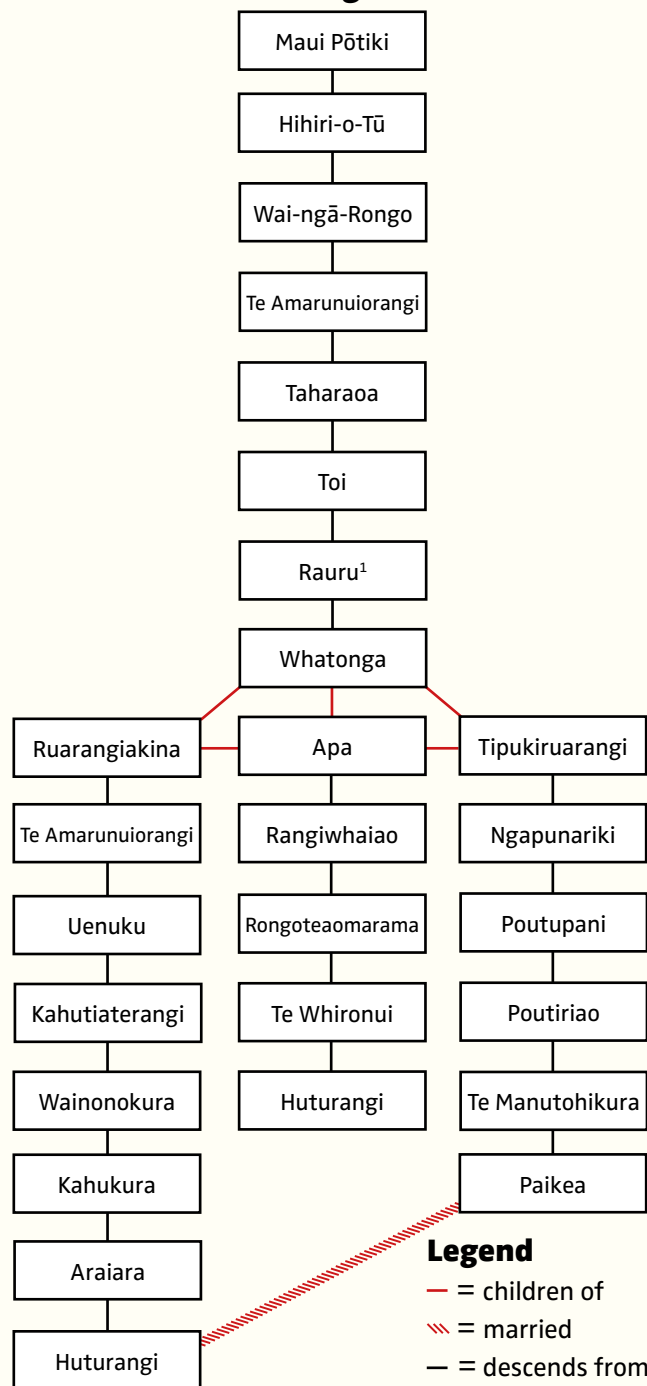 Maui Pōtiki
Hihiri-o-Tū
Wai-ngā-Rongo
Te Amarunuiorangi
Taharaoa
Toi
Rauru¹
Whatonga
Ruarangiakina
Apa
Tipukiruarangi
Te Amarunuiorangi
Rangiwhaiao
Ngapunariki
Uenuku
Rongoteaomarama
Poutupani
Kahutiaterangi
Te Whironui
Poutiriao
Wainonokura
Huturangi
Te Manutohikura
Kahukura
Paikea
Araiara
Huturangi
Legend
= children of
= married
= descends from